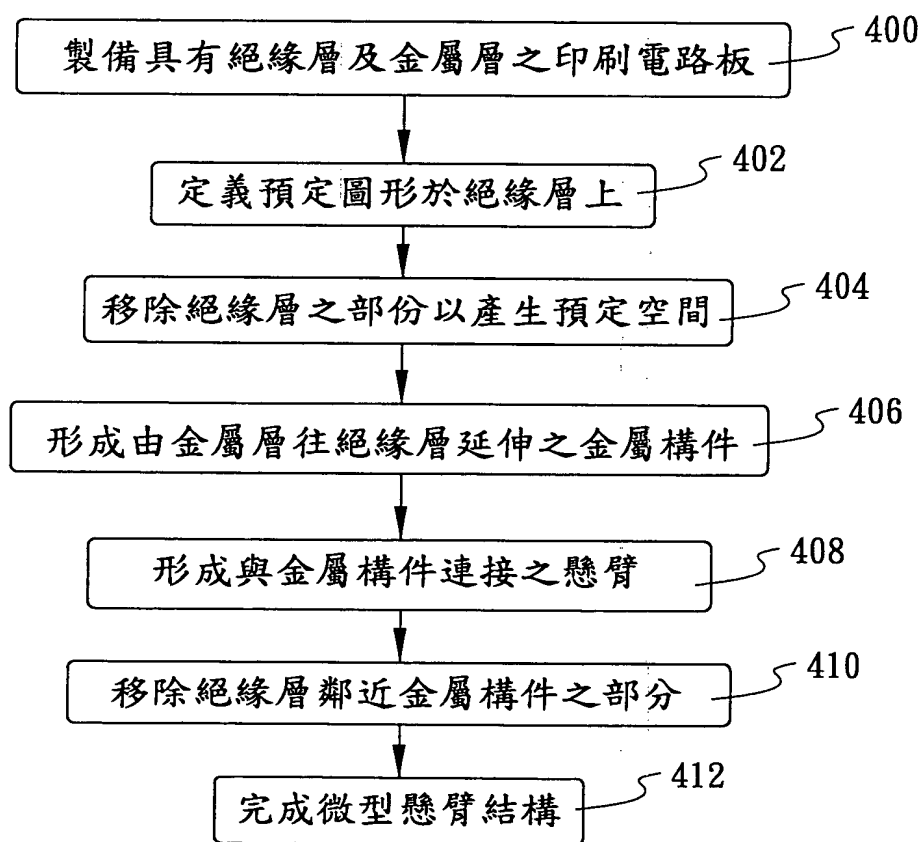 製備具有絕緣層及金屬層之印刷電路板 400
定義預定圖形於絕緣層上 402
移除絕緣層之部份以產生預定空間 404
形成由金屬層往絕緣層延伸之金屬構件 406
形成與金屬構件連接之懸臂 408
移除絕緣層鄰近金屬構件之部分 410
完成微型懸臂結構 412